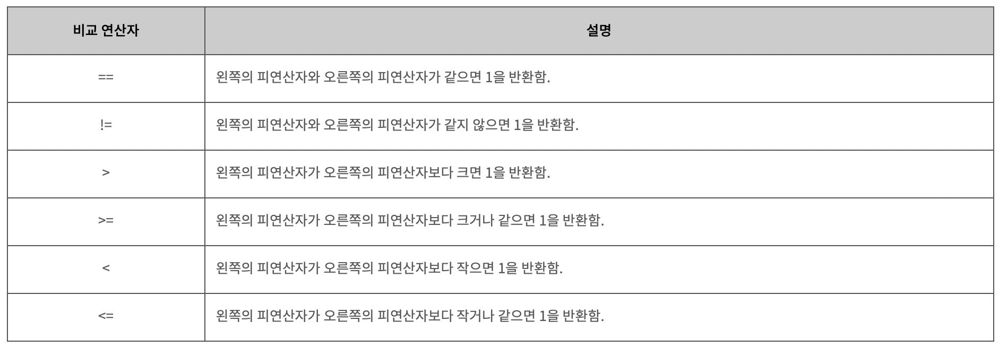 비교 연산자 설명
== 왼쪽의 피연산자와 오른쪽의 피연산자가 같으면 1을 반환함.
!= 왼쪽의 피연산자와 오른쪽의 피연산자가 같지 않으면 1을 반환함.
> 왼쪽의 피연산자가 오른쪽의 피연산자보다 크면 1을 반환함.
>= 왼쪽의 피연산자가 오른쪽의 피연산자보다 크거나 같으면 1을 반환함.
< 왼쪽의 피연산자가 오른쪽의 피연산자보다 작으면 1을 반환함.
<= 왼쪽의 피연산자가 오른쪽의 피연산자보다 작거나 같으면 1을 반환함.